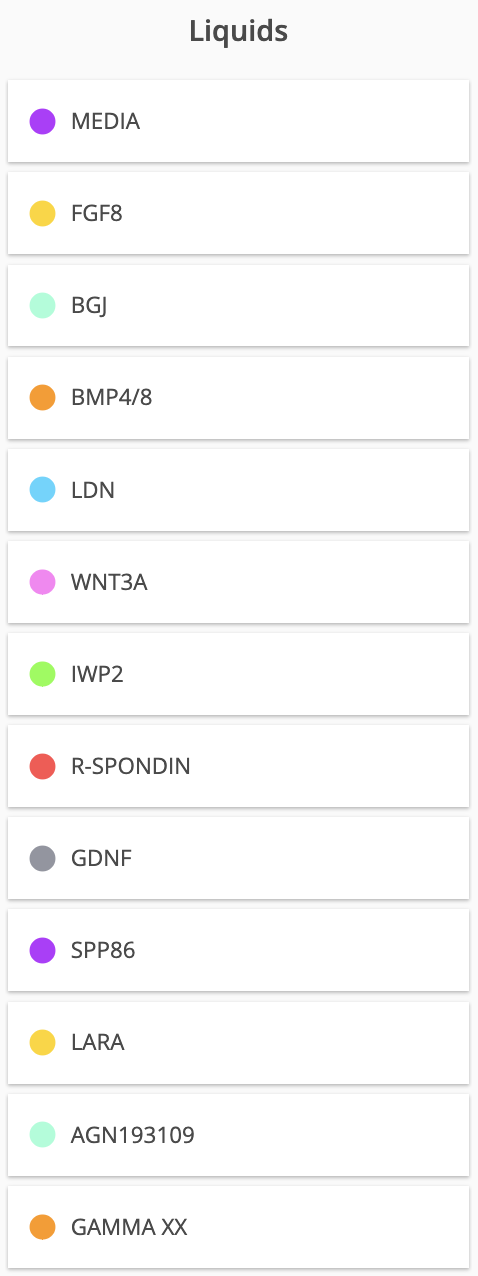 Liquids
MEDIA
FGF8
BGJ
BMP4/8
LDN
WNT3A
IWP2
R-SPONDIN
GDNF
SPP86
LARA
AGN193109
GAMMA XX